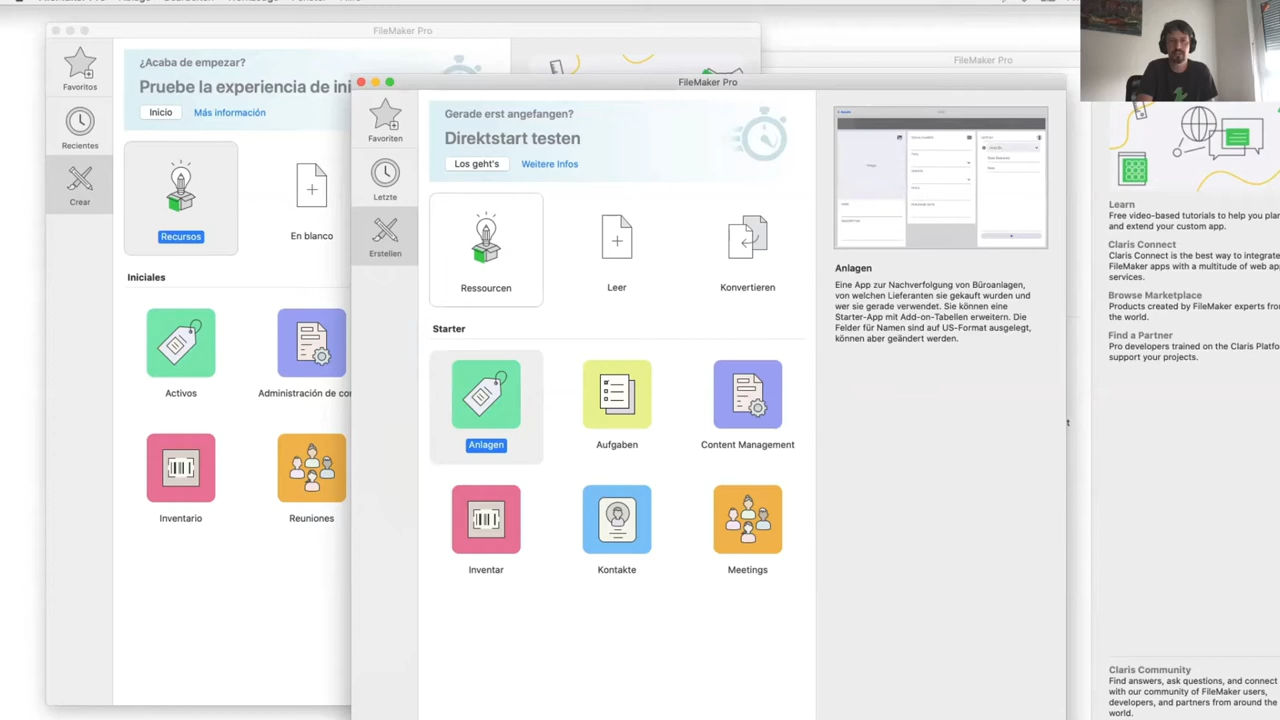 FileMaker Pro
¿Acaba de empezar?
Pruebe la experiencia de ini
Inicio
Más información
Favoritos
Recientes
Crear
Recursos
En blanco
Iniciales
Activos
Administración de co
Inventario
Reuniones
FileMaker Pro
Gerade erst angefangen?
Direktstart testen
Los geht's
Weitere Infos
Favoriten
Letzte
Erstellen
Ressourcen
Leer
Konvertieren
Starter
Anlagen
Aufgaben
Content Management
Inventar
Kontakte
Meetings
Anlagen
Eine App zur Nachverfolgung von Büroanlagen,
von welchen Lieferanten sie gekauft wurden und
wer sie gerade verwendet. Sie können eine
Starter-App mit Add-on-Tabellen erweitern. Die
Felder für Namen sind auf US-Format ausgelegt,
können aber geändert werden.
FileMaker Pro
Learn
Free video-based tutorials to help you plan
and extend your custom app.
Claris Connect
Claris Connect is the best way to integrate
FileMaker apps with a multitude of web app
services.
Browse Marketplace
Products created by FileMaker experts from
the world.
Find a Partner
Pro developers trained on the Claris Platfo
support your projects.
Claris Community
Find answers, ask questions, and connect
with our community of FileMaker users,
developers, and partners from around the
world.